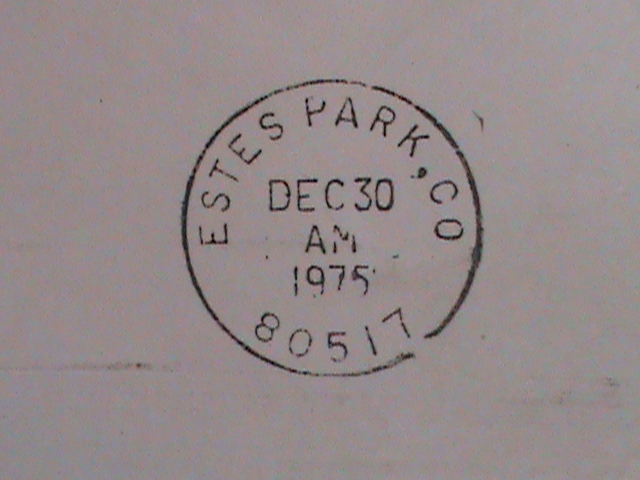 ESTES PARK, CO
DEC 30
AM
1975
80517